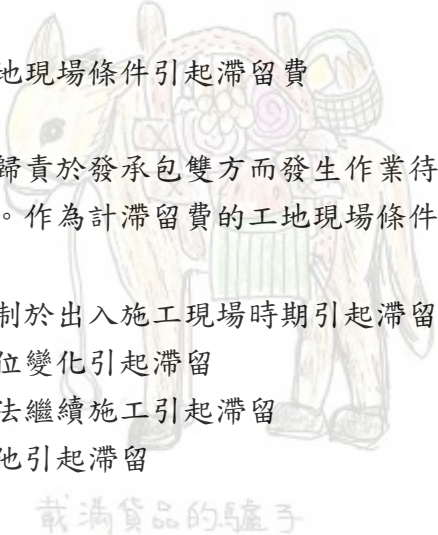 地現場條件引起滯留費
歸責於發承包雙方而發生作業待
。作為計滯留費的工地現場條件
制於出入施工現場時期引起滯留
位變化引起滯留
法繼續施工引起滯留
他引起滯留
載滿貨品的驢子